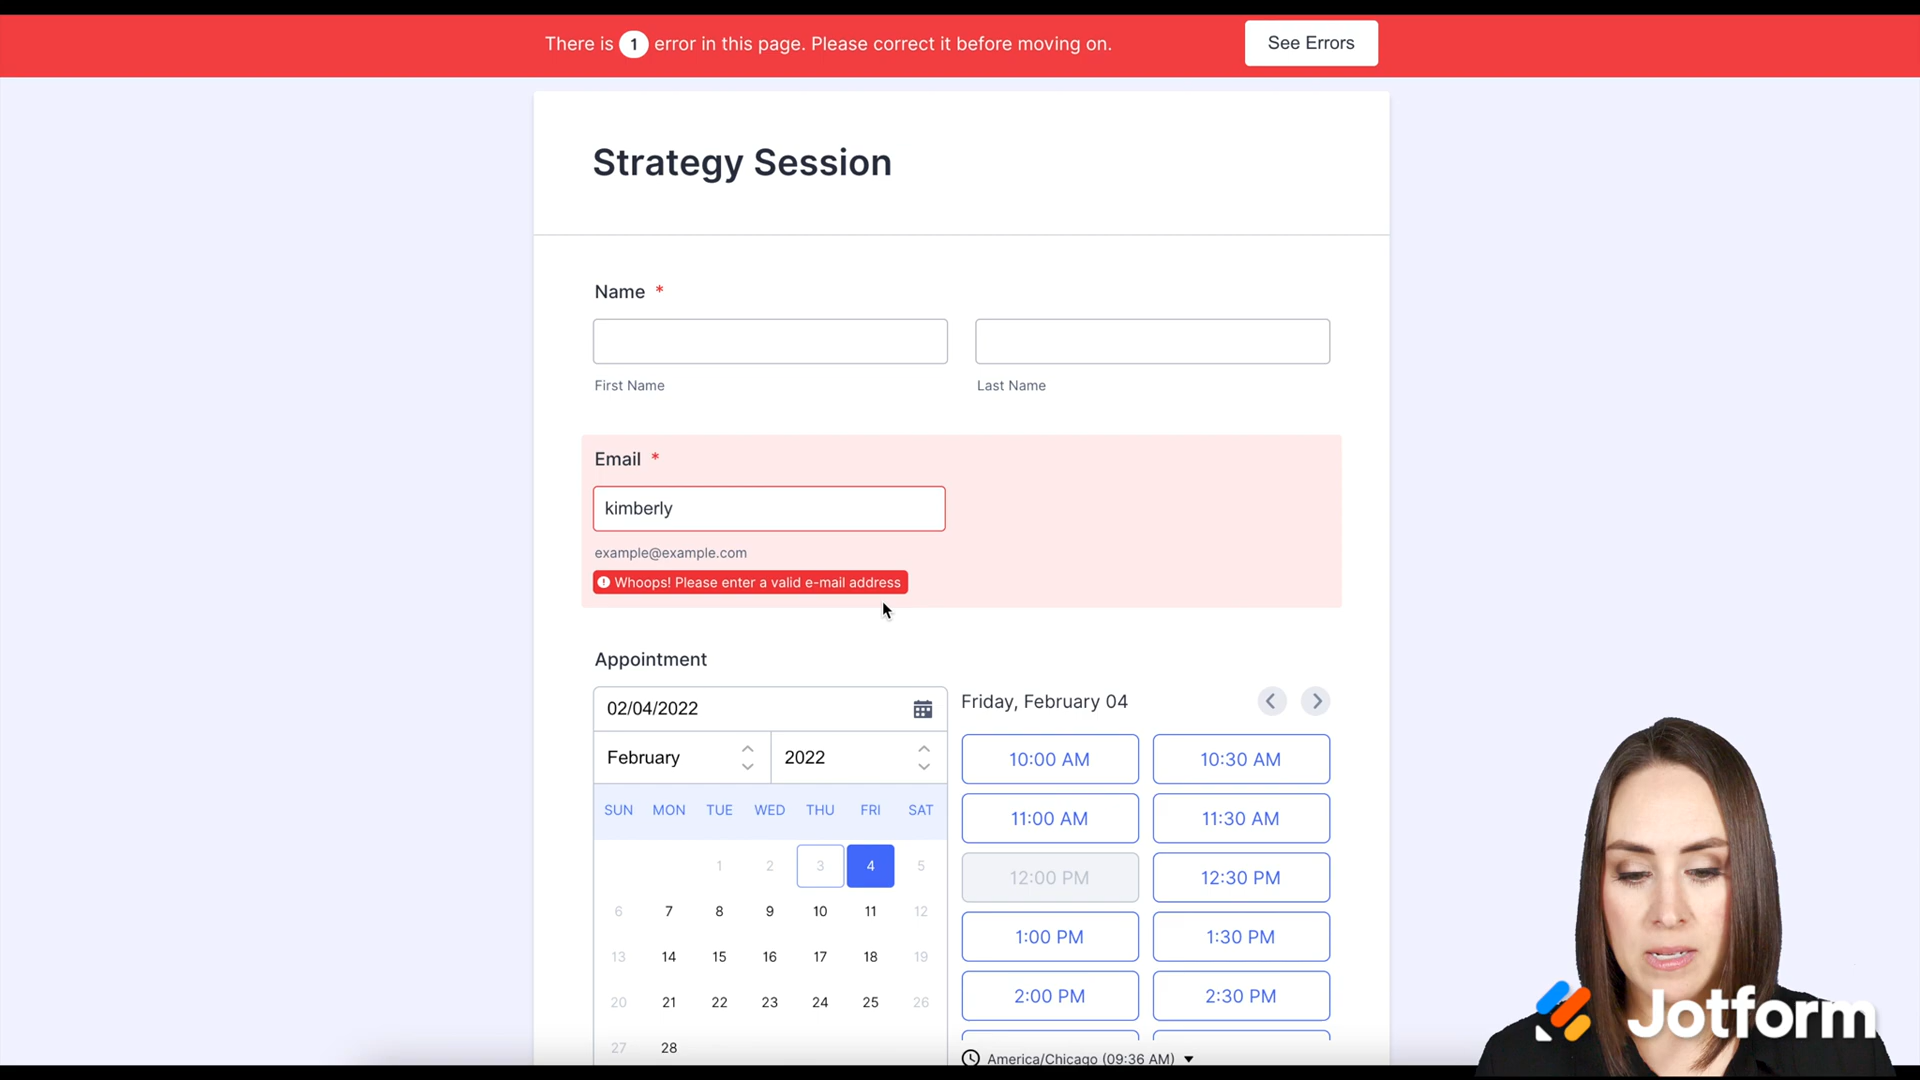 There is 1 error in this page. Please correct it before moving on.
See Errors
Strategy Session
Name *
First Name
Last Name
Email *
kimberly
example@example.com
Whoops! Please enter a valid e-mail address
Appointment
02/04/2022
Friday, February 04
February
2022
10:00 AM
10:30 AM
SUN MON TUE WED THU FRI SAT
11:00 AM
11:30 AM
1 2 3 4 5
12:00 PM
12:30 PM
6 7 8 9 10 11 12
1:00 PM
1:30 PM
13 14 15 16 17 18 19
2:00 PM
2:30 PM
20 21 22 23 24 25 26
27 28
America/Chicago (09:36 AM)
Jotform